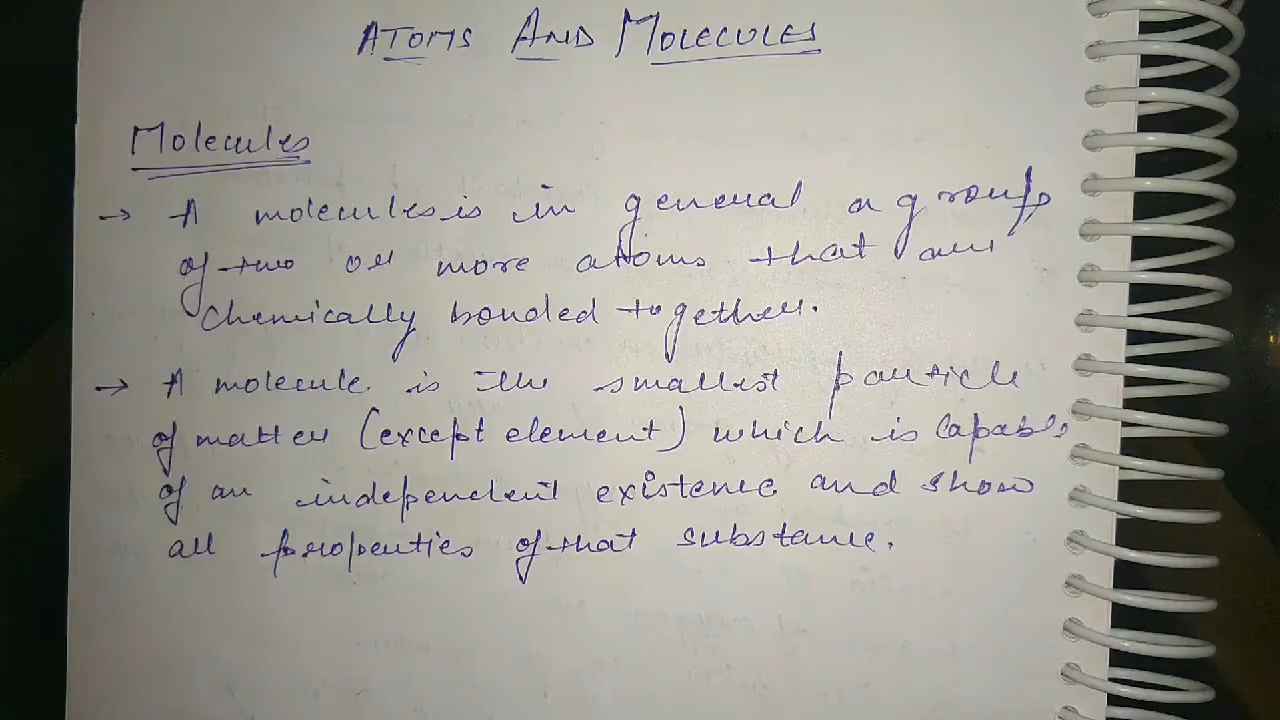 ATOMS AND MOLECULES
Molecules
→ A molecules is in general a group
of two or more atoms that are
chemically bonded together.
→ A molecule is the smallest particle
of matter (except element) which is capable
of an independent existence and show
all properties of that substance.